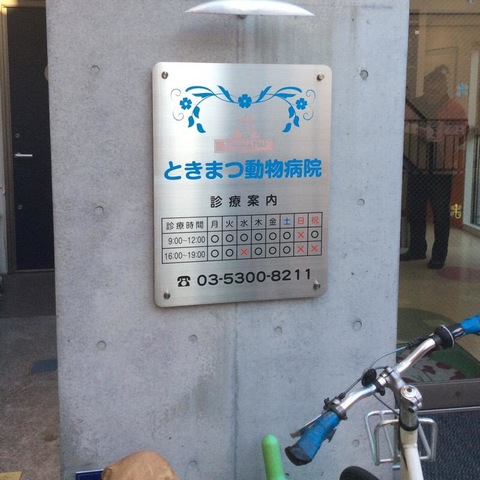 ときまつ動物病院
診療案内
診療時間 月 火 水 木 金 土 日 祝
9:00~12:00 ○ ○ ○ ○ ○ ○ × ○
16:00~19:00 ○ ○ × ○ ○ ○ × ×
☎ 03-5300-8211